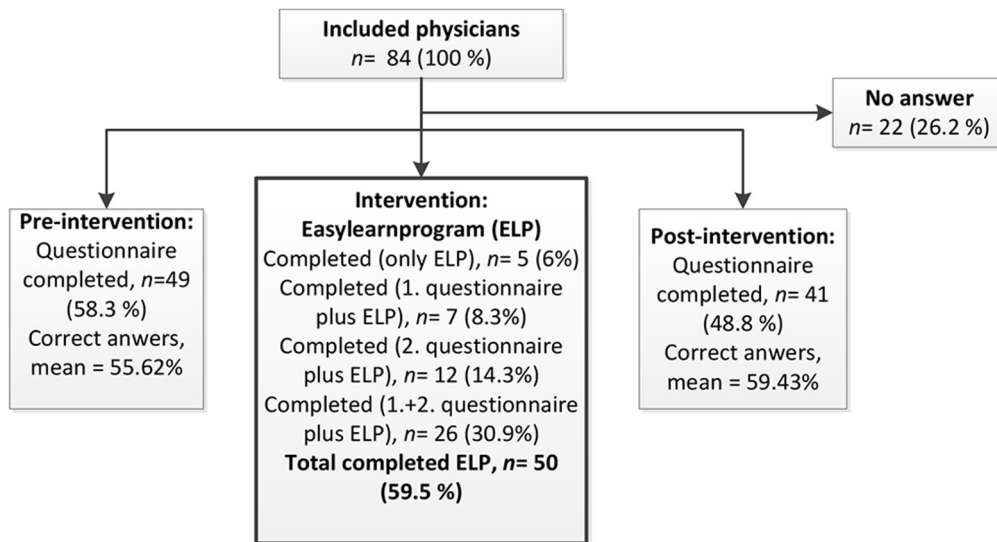 Included physicians
n= 84 (100 %)
No answer
n= 22 (26.2 %)
Pre-intervention:
Questionnaire
completed, n=49
(58.3 %)
Correct anwers,
mean = 55.62%
Intervention:
Easylearnprogram (ELP)
Completed (only ELP), n= 5 (6%)
Completed (1. questionnaire
plus ELP), n= 7 (8.3%)
Completed (2. questionnaire
plus ELP), n= 12 (14.3%)
Completed (1.+2. questionnaire
plus ELP), n= 26 (30.9%)
Total completed ELP, n= 50
(59.5 %)
Post-intervention:
Questionnaire
completed, n= 41
(48.8 %)
Correct anwers,
mean = 59.43%